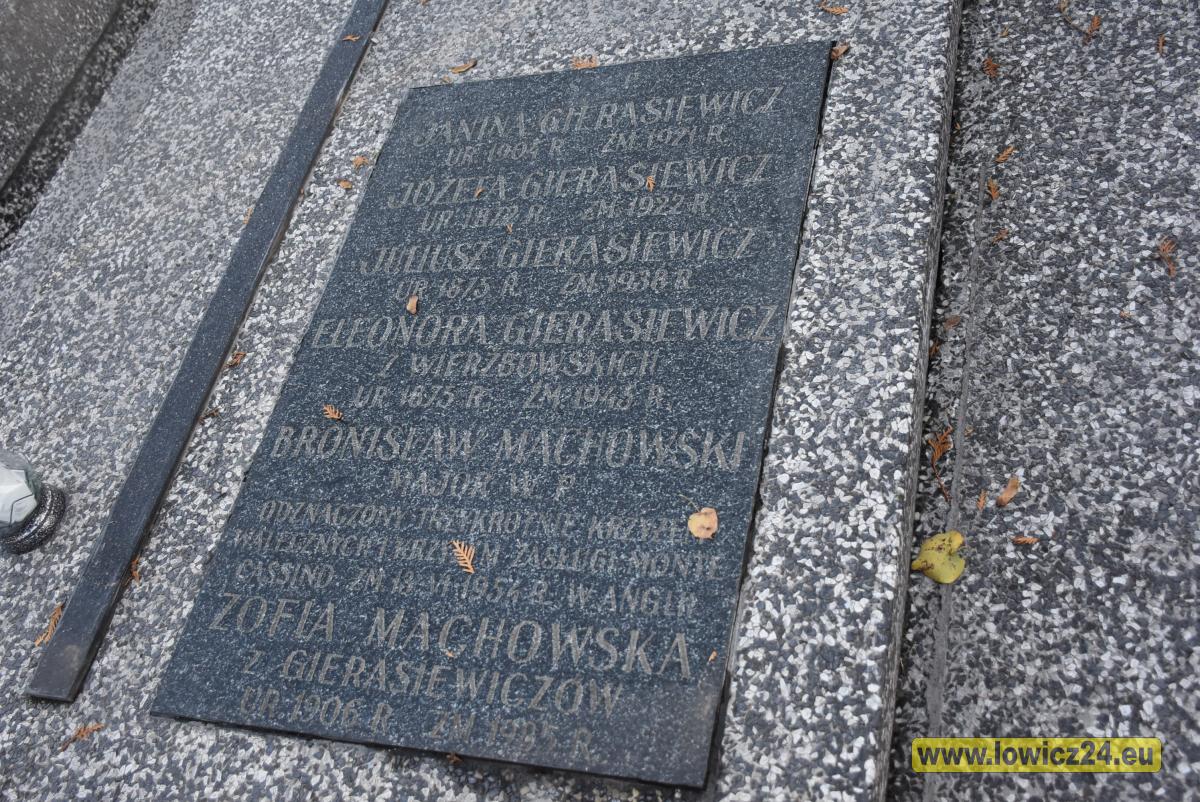 JANINA GIERASIEWICZ
UR. 1904 R. ZM. 1921 R.
JÓZEFA GIERASIEWICZ
UR. ZM. 1922 R.
JULIUSZ GIERASIEWICZ
UR. 1875 R. ZM. 1938 R.
ELEONORA GIERASIEWICZ
Z WIERZBOWSKICH
UR. 1875 R. ZM. 1943 R.
BRONISŁAW MACHOWSKI
MAJOR W. P.
ODZNACZONY KRZYŻEM
I KRZYŻEM ZASŁUGI MONTE
CASSINO. ZM. R. W ANGLII
ZOFIA MACHOWSKA
Z GIERASIEWICZÓW
UR. 1906 R. ZM. R.
www.lowicz24.eu